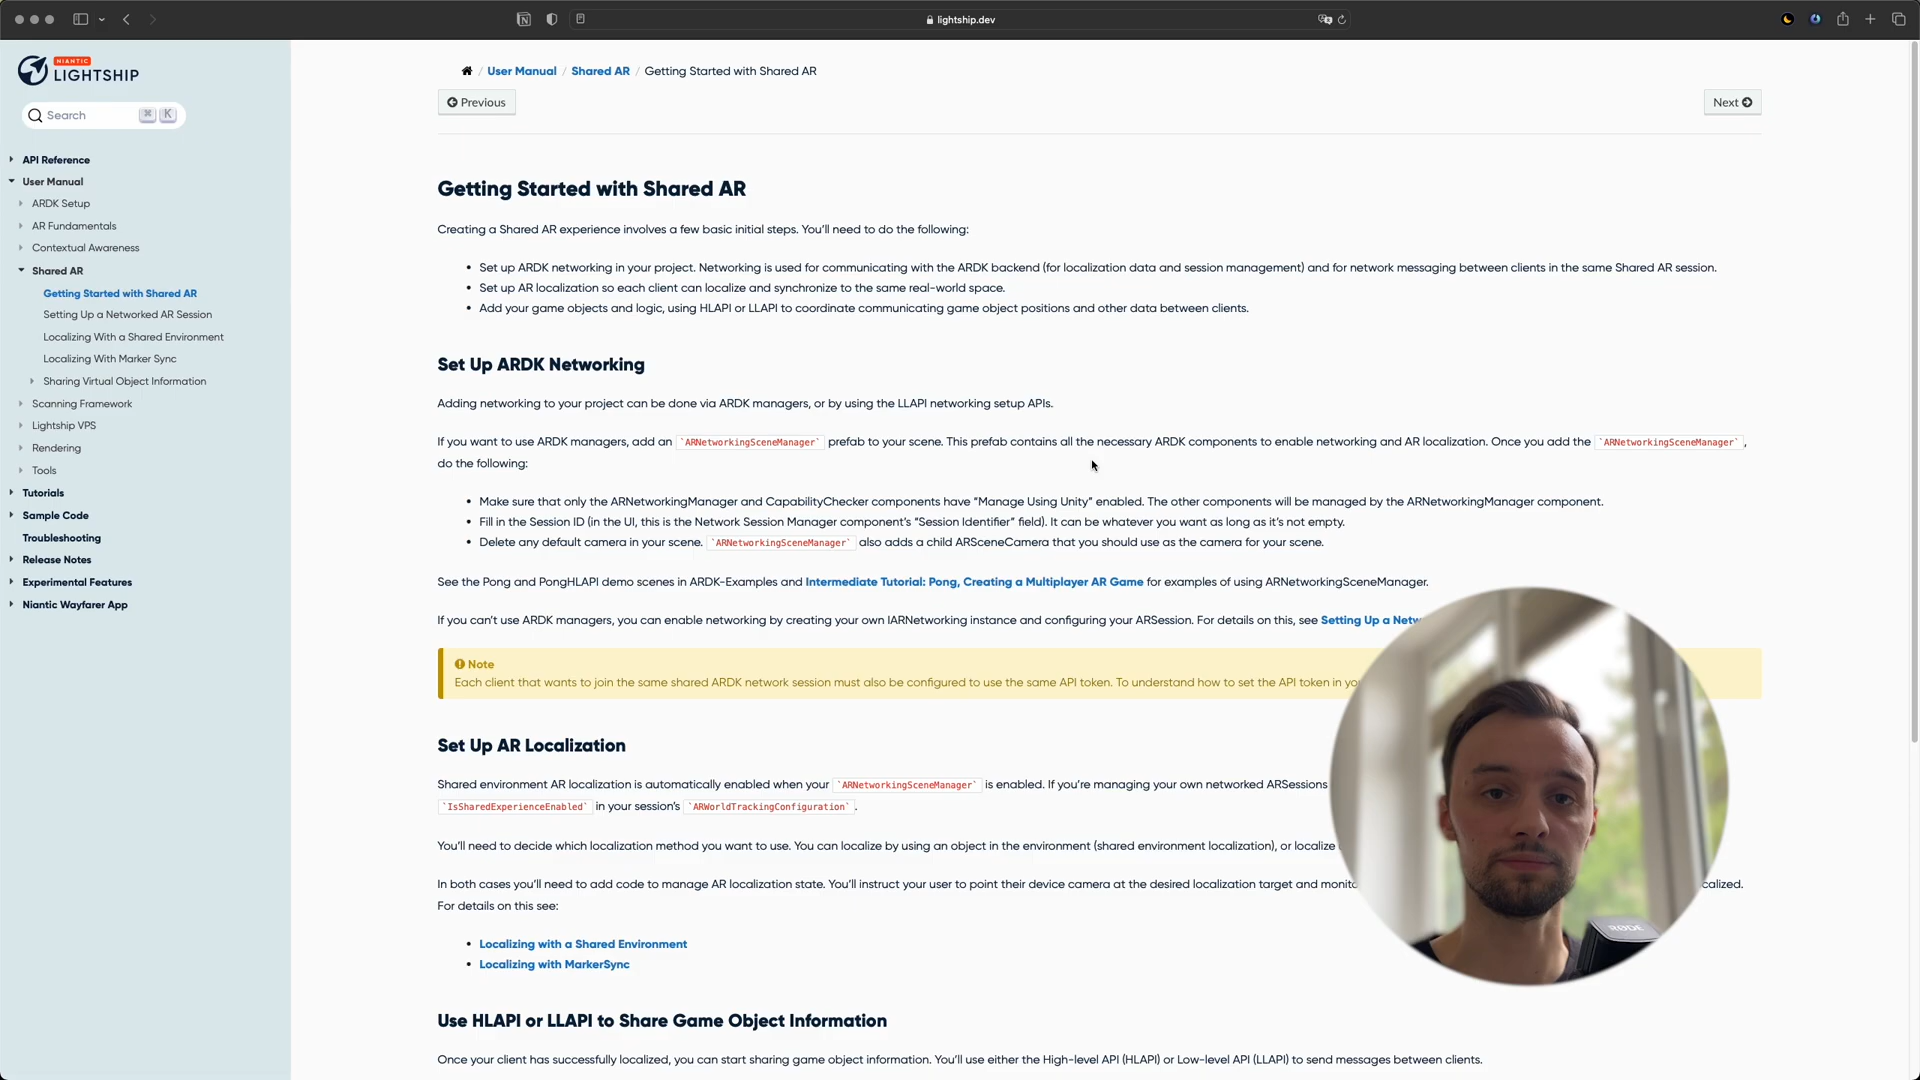 lightship.dev
NIANTIC
LIGHTSHIP
Search ⌘ K
API Reference
User Manual
ARDK Setup
AR Fundamentals
Contextual Awareness
Shared AR
Getting Started with Shared AR
Setting Up a Networked AR Session
Localizing With a Shared Environment
Localizing With Marker Sync
Sharing Virtual Object Information
Scanning Framework
Lightship VPS
Rendering
Tools
Tutorials
Sample Code
Troubleshooting
Release Notes
Experimental Features
Niantic Wayfarer App
/ User Manual / Shared AR / Getting Started with Shared AR
Previous
Next
Getting Started with Shared AR
Creating a Shared AR experience involves a few basic initial steps. You'll need to do the following:
• Set up ARDK networking in your project. Networking is used for communicating with the ARDK backend (for localization data and session management) and for network messaging between clients in the same Shared AR session.
• Set up AR localization so each client can localize and synchronize to the same real-world space.
• Add your game objects and logic, using HLAPI or LLAPI to coordinate communicating game object positions and other data between clients.
Set Up ARDK Networking
Adding networking to your project can be done via ARDK managers, or by using the LLAPI networking setup APIs.
If you want to use ARDK managers, add an `ARNetworkingSceneManager` prefab to your scene. This prefab contains all the necessary ARDK components to enable networking and AR localization. Once you add the `ARNetworkingSceneManager`,
do the following:
• Make sure that only the ARNetworkingManager and CapabilityChecker components have “Manage Using Unity” enabled. The other components will be managed by the ARNetworkingManager component.
• Fill in the Session ID (in the UI, this is the Network Session Manager component's “Session Identifier” field). It can be whatever you want as long as it's not empty.
• Delete any default camera in your scene. `ARNetworkingSceneManager` also adds a child ARSceneCamera that you should use as the camera for your scene.
See the Pong and PongHLAPI demo scenes in ARDK-Examples and Intermediate Tutorial: Pong, Creating a Multiplayer AR Game for examples of using ARNetworkingSceneManager.
If you can't use ARDK managers, you can enable networking by creating your own IARNetworking instance and configuring your ARSession. For details on this, see Setting Up a Netw
Note
Each client that wants to join the same shared ARDK network session must also be configured to use the same API token. To understand how to set the API token in yo
Set Up AR Localization
Shared environment AR localization is automatically enabled when your `ARNetworkingSceneManager` is enabled. If you're managing your own networked ARSessions
`IsSharedExperienceEnabled` in your session's `ARWorldTrackingConfiguration`.
You'll need to decide which localization method you want to use. You can localize by using an object in the environment (shared environment localization), or localize
In both cases you'll need to add code to manage AR localization state. You'll instruct your user to point their device camera at the desired localization target and monito calized.
For details on this see:
• Localizing with a Shared Environment
• Localizing with MarkerSync
RØDE
Use HLAPI or LLAPI to Share Game Object Information
Once your client has successfully localized, you can start sharing game object information. You'll use either the High-level API (HLAPI) or Low-level API (LLAPI) to send messages between clients.